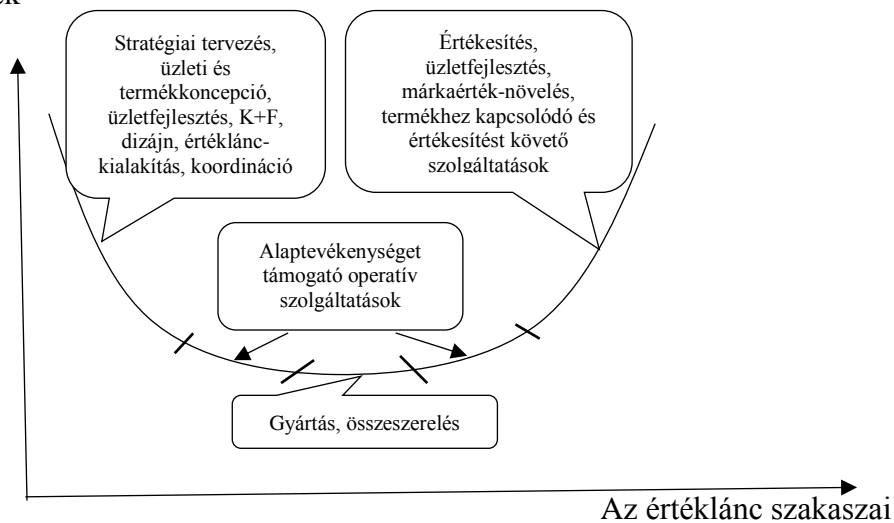 Stratégiai tervezés,
üzleti és
termékkoncepció,
üzletfejlesztés, K+F,
dizájn, értéklánc-
kialakítás, koordináció
Értékesítés,
üzletfejlesztés,
márkaérték-növelés,
termékhez kapcsolódó és
értékesítést követő
szolgáltatások
Alaptevékenységet
támogató operatív
szolgáltatások
Gyártás, összeszerelés
Az értéklánc szakaszai